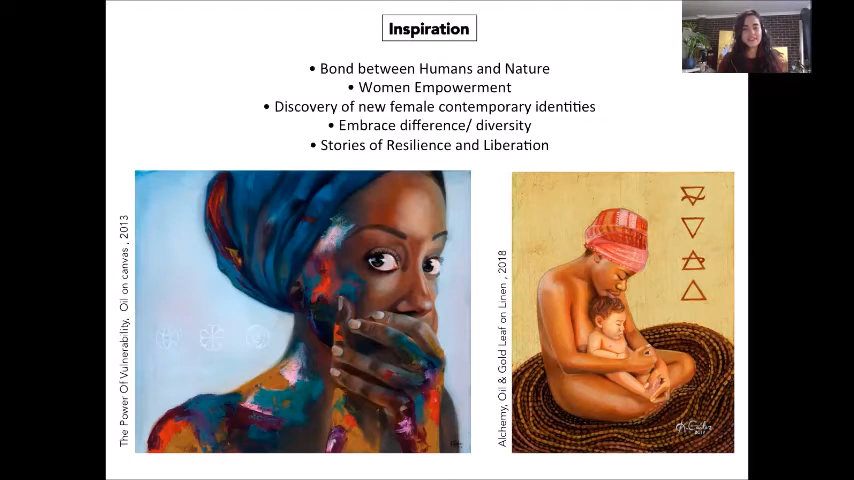 Inspiration
• Bond between Humans and Nature
• Women Empowerment
• Discovery of new female contemporary identities
• Embrace difference/ diversity
• Stories of Resilience and Liberation
The Power Of Vulnerability, Oil on canvas , 2013
Alchemy, Oil & Gold Leaf on Linen , 2018